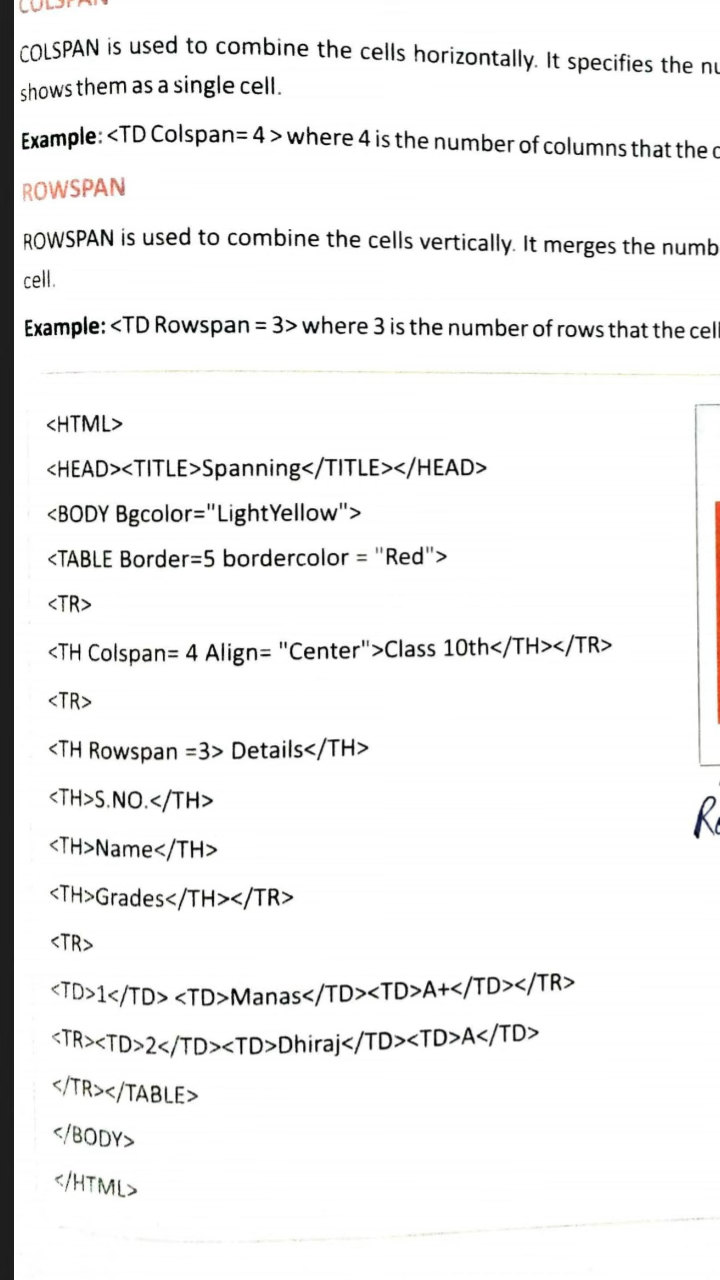 COLSPAN
COLSPAN is used to combine the cells horizontally. It specifies the
shows them as a single cell.
Example: <TD Colspan= 4 > where 4 is the number of columns that the
ROWSPAN
ROWSPAN is used to combine the cells vertically. It merges the
cell.
Example: <TD Rowspan = 3> where 3 is the number of rows that the cell
<HTML>
<HEAD><TITLE>Spanning</TITLE></HEAD>
<BODY Bgcolor="LightYellow">
<TABLE Border=5 bordercolor = "Red">
<TR>
<TH Colspan= 4 Align= "Center">Class 10th</TH></TR>
<TR>
<TH Rowspan =3> Details</TH>
<TH>S.NO.</TH>
<TH>Name</TH>
<TH>Grades</TH></TR>
<TR>
<TD>1</TD> <TD>Manas</TD><TD>A+</TD></TR>
<TR><TD>2</TD><TD>Dhiraj</TD><TD>A</TD>
</TR></TABLE>
</BODY>
</HTML>